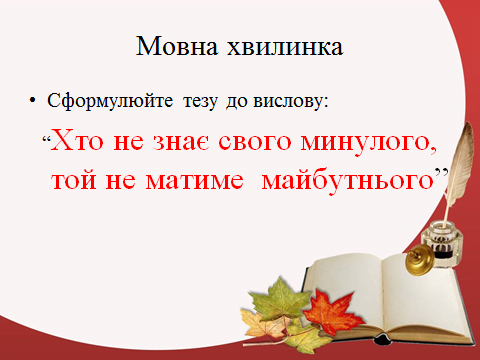 Мовна хвилинка
• Сформулюйте тезу до вислову:
“Хто не знає свого минулого,
той не матиме майбутнього”